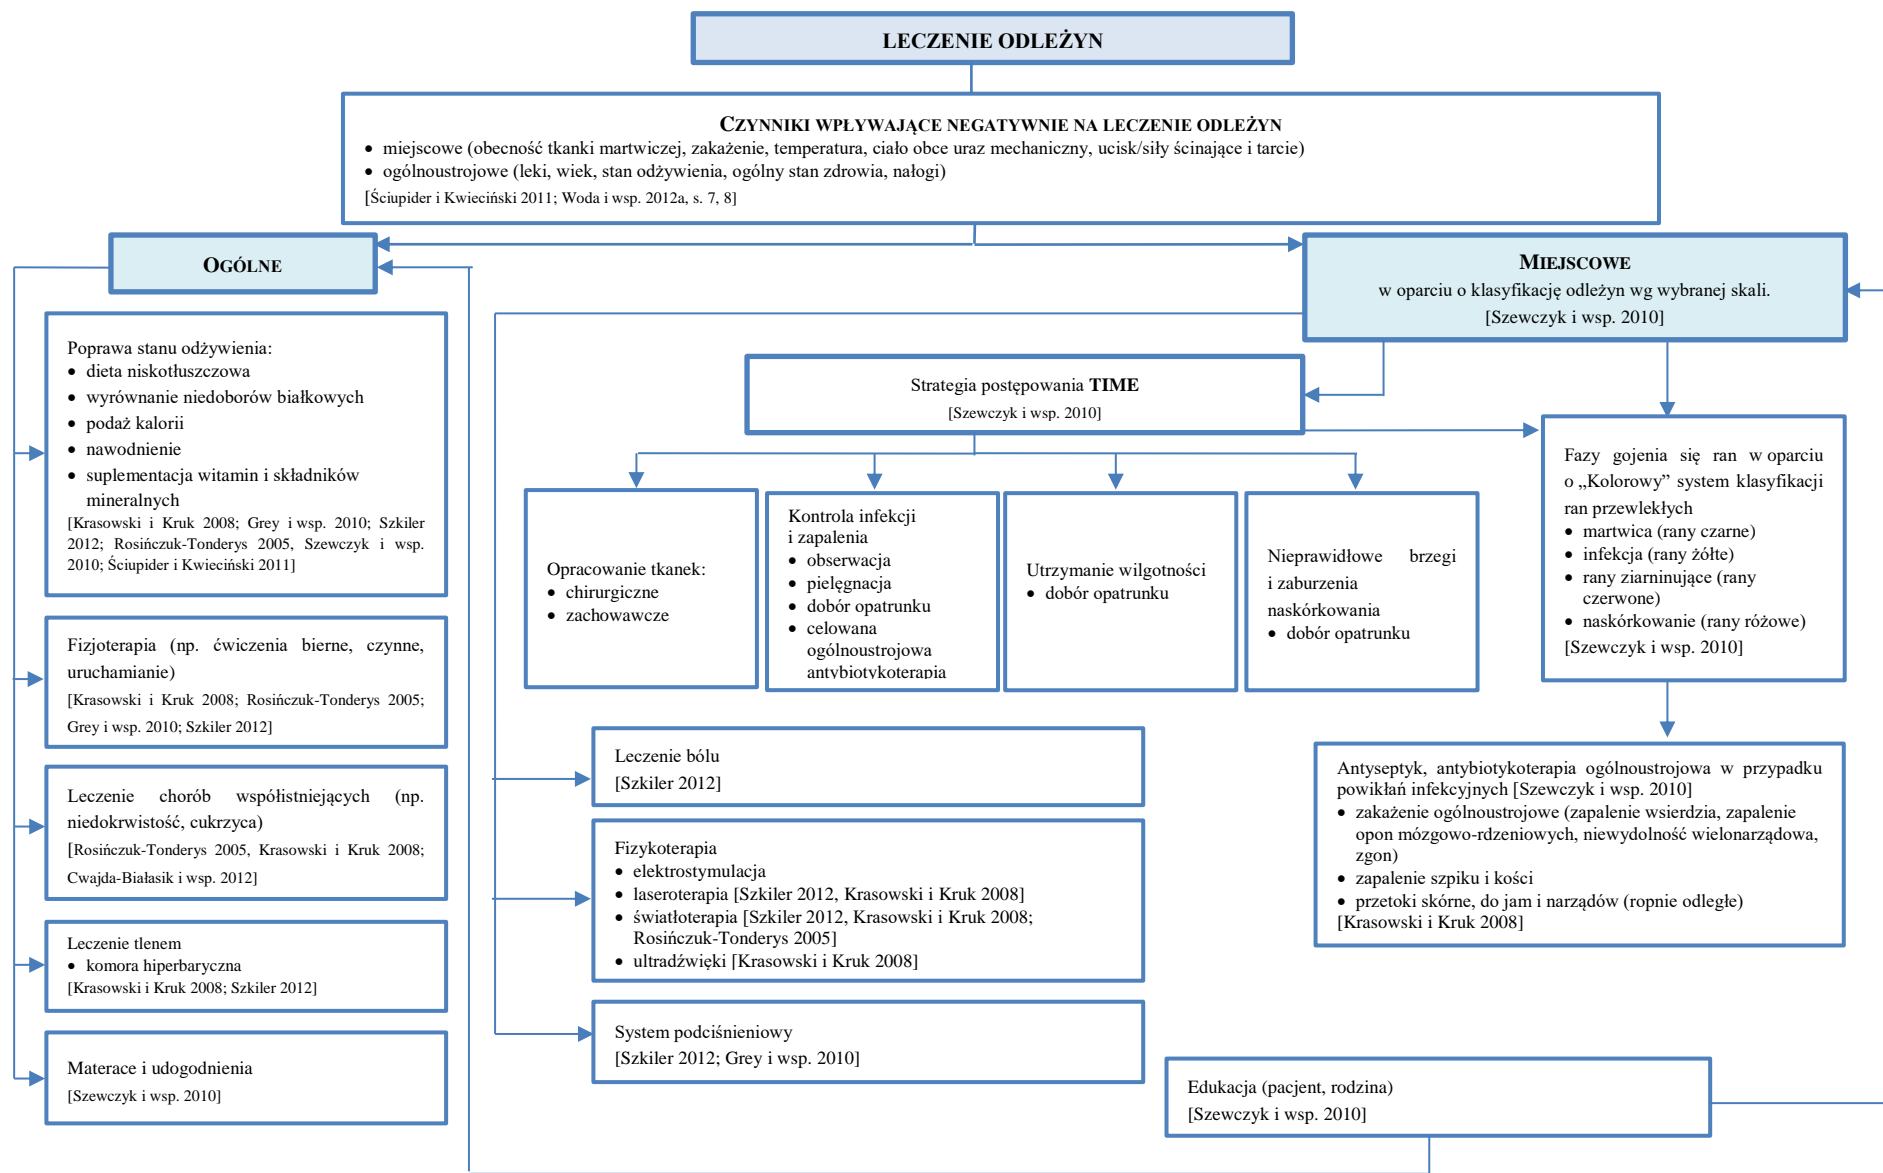 LECZENIE ODLEŻYN
CZYNNIKI WPŁYWAJĄCE NEGATYWNIE NA LECZENIE ODLEŻYN
• miejscowe (obecność tkanki martwiczej, zakażenie, temperatura, ciało obce uraz mechaniczny, ucisk/siły ścinające i tarcie)
• ogólnoustrojowe (leki, wiek, stan odżywienia, ogólny stan zdrowia, nałogi)
[Ściupider i Kwieciński 2011; Woda i wsp. 2012a, s. 7, 8]
OGÓLNE
Poprawa stanu odżywienia:
• dieta niskotłuszczowa
• wyrównanie niedoborów białkowych
• podaż kalorii
• nawodnienie
• suplementacja witamin i składników
mineralnych
[Krasowski i Kruk 2008; Grey i wsp. 2010; Szkiler
2012; Rosińczuk-Tonderys 2005, Szewczyk i wsp.
2010; Ściupider i Kwieciński 2011]
Fizjoterapia (np. ćwiczenia bierne, czynne,
uruchamianie)
[Krasowski i Kruk 2008; Rosińczuk-Tonderys 2005;
Grey i wsp. 2010; Szkiler 2012]
Leczenie chorób współistniejących (np.
niedokrwistość, cukrzyca)
[Rosińczuk-Tonderys 2005, Krasowski i Kruk 2008;
Cwajda-Białasik i wsp. 2012]
Leczenie tlenem
• komora hiperbaryczna
[Krasowski i Kruk 2008; Szkiler 2012]
Materace i udogodnienia
[Szewczyk i wsp. 2010]
MIEJSCOWE
w oparciu o klasyfikację odleżyn wg wybranej skali.
[Szewczyk i wsp. 2010]
Strategia postępowania TIME
[Szewczyk i wsp. 2010]
Opracowanie tkanek:
• chirurgiczne
• zachowawcze
Kontrola infekcji
i zapalenia
• obserwacja
• pielęgnacja
• dobór opatrunku
• celowana
ogólnoustrojowa
antybiotykoterapia
Utrzymanie wilgotności
• dobór opatrunku
Nieprawidłowe brzegi
i zaburzenia
naskórkowania
• dobór opatrunku
Fazy gojenia się ran w oparciu
o „Kolorowy” system klasyfikacji
ran przewlekłych
• martwica (rany czarne)
• infekcja (rany żółte)
• rany ziarninujące (rany
czerwone)
• naskórkowanie (rany różowe)
[Szewczyk i wsp. 2010]
Antyseptyk, antybiotykoterapia ogólnoustrojowa w przypadku
powikłań infekcyjnych [Szewczyk i wsp. 2010]
• zakażenie ogólnoustrojowe (zapalenie wsierdzia, zapalenie
opon mózgowo-rdzeniowych, niewydolność wielonarządowa,
zgon)
• zapalenie szpiku i kości
• przetoki skórne, do jam i narządów (ropnie odległe)
[Krasowski i Kruk 2008]
Leczenie bólu
[Szkiler 2012]
Fizykoterapia
• elektrostymulacja
• laseroterapia [Szkiler 2012, Krasowski i Kruk 2008]
• światłoterapia [Szkiler 2012, Krasowski i Kruk 2008;
Rosińczuk-Tonderys 2005]
• ultradźwięki [Krasowski i Kruk 2008]
System podciśnieniowy
[Szkiler 2012; Grey i wsp. 2010]
Edukacja (pacjent, rodzina)
[Szewczyk i wsp. 2010]